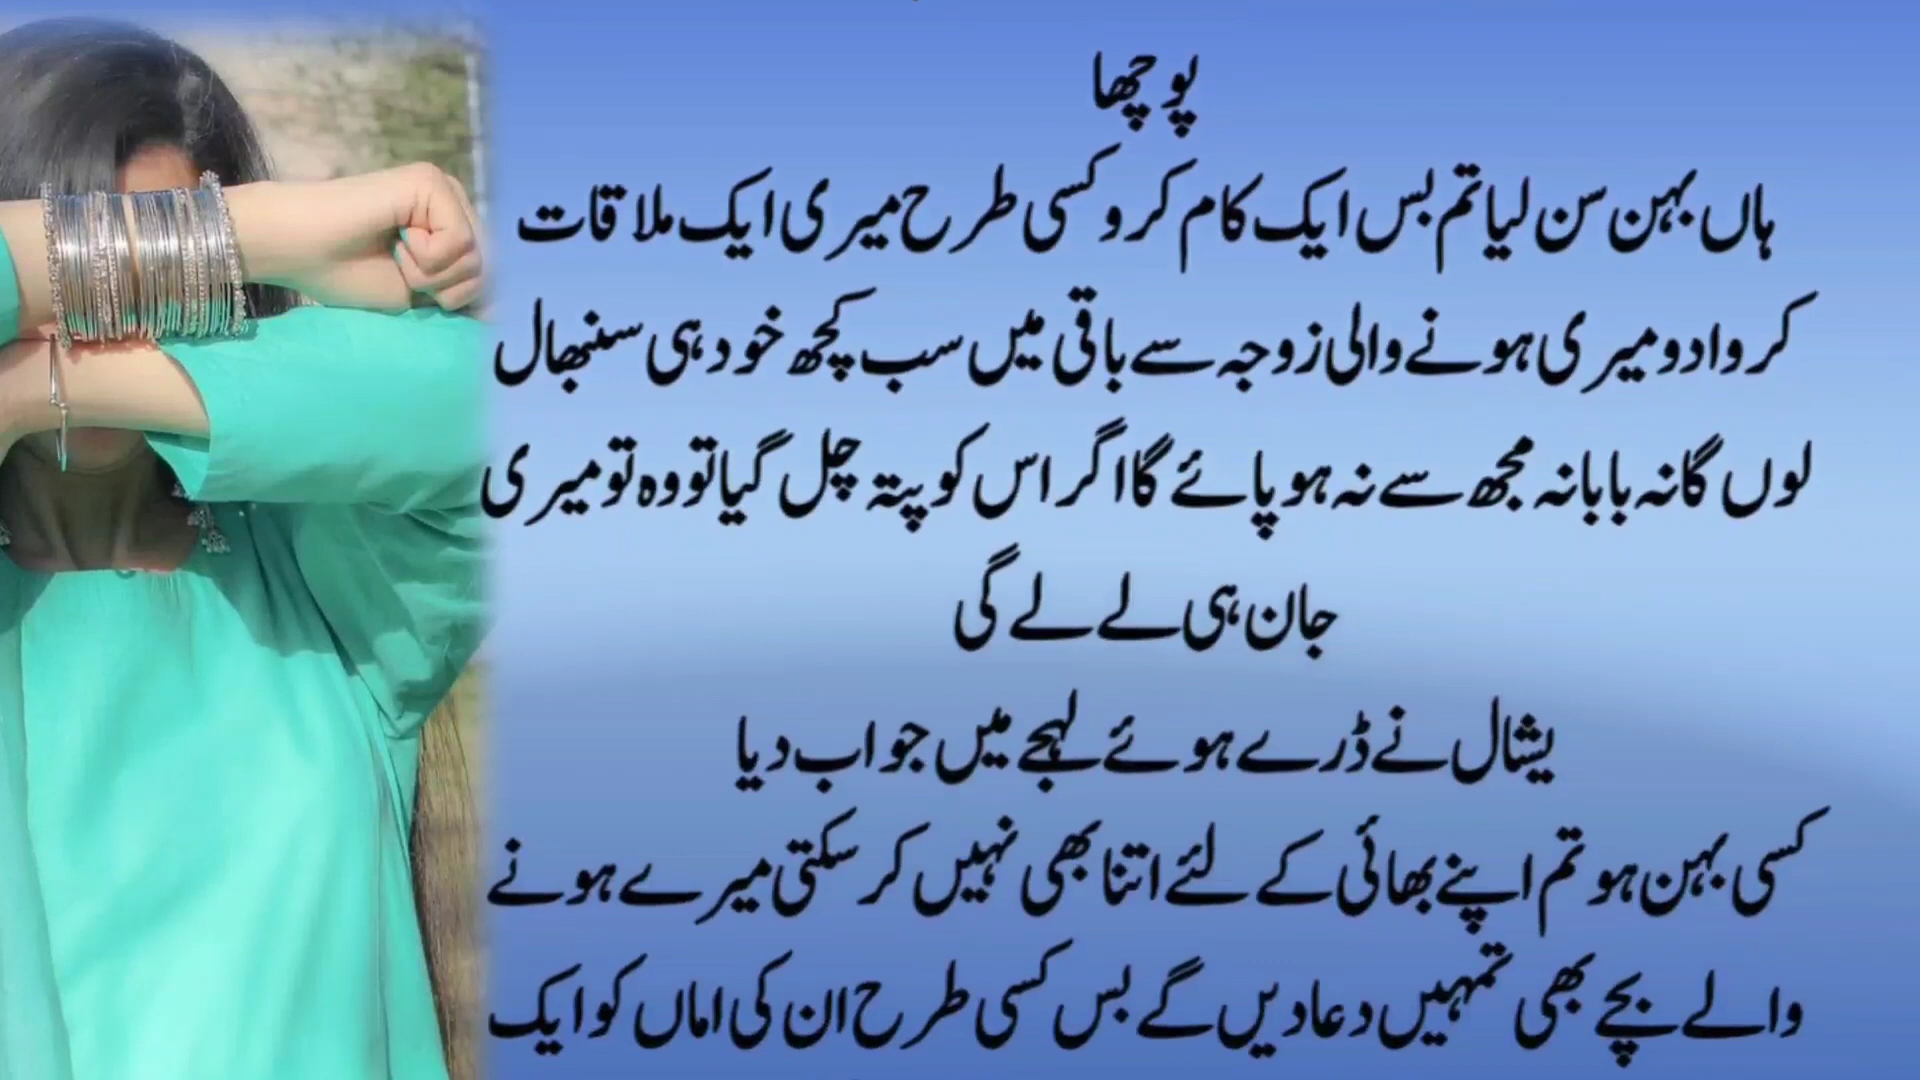 پوچھا
ہاں بہن سن لیا تم بس ایک کام کرو کسی طرح میری ایک ملاقات
کروا دو میری ہونے والی زوجہ سے باقی میں سب کچھ خود ہی سنبھال
لوں گا نہ بابا نہ مجھ سے نہ ہو پائے گا اگر اس کو پتہ چل گیا تو وہ تو میری
جان ہی لے لے گی
یشال نے ڈرے ہوئے لہجے میں جواب دیا
کسی بہن ہو تم اپنے بھائی کے لئے اتنا بھی نہیں کر سکتی میرے ہونے
والے بچے بھی تمہیں دعا دیں گے بس کسی طرح ان کی اماں کو ایک